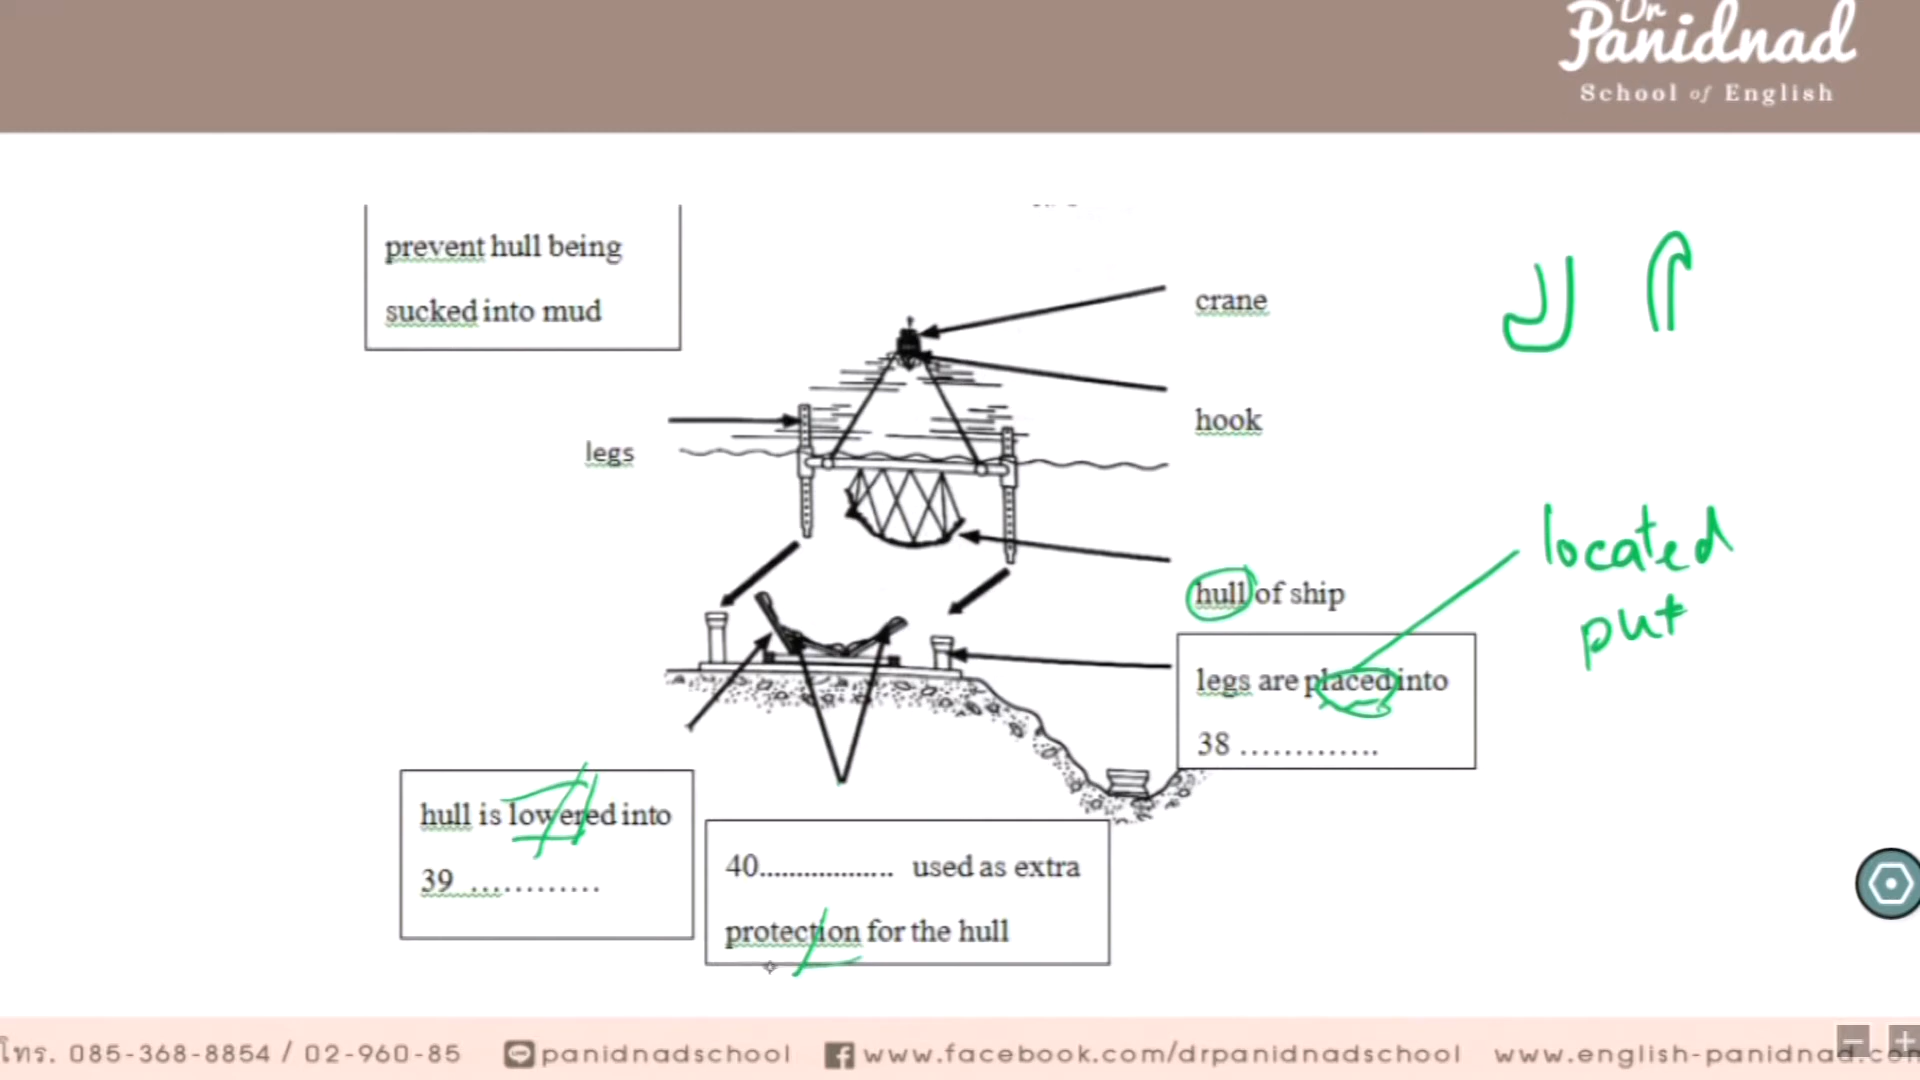 Dr
Panidnad
School of English
prevent hull being
sucked into mud
crane
hook
legs
located
put
hull of ship
legs are placed into
38 .............
hull is lowered into
39 ............
40.................. used as extra
protection for the hull
โทร. 085-368-8854 / 02-960-85
panidnadschool
www.facebook.com/drpanidnadschool
www.english-panidnad.com